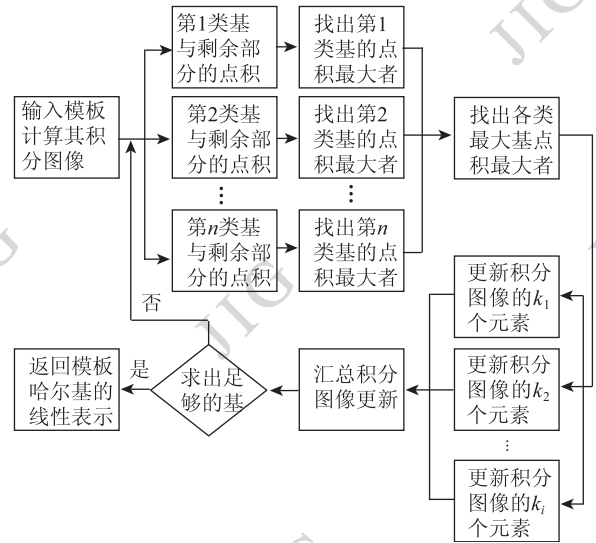 输入模板
计算其积
分图像
第1类基
与剩余部
分的点积
找出第1
类基的点
积最大者
第2类基
与剩余部
分的点积
找出第2
类基的点
积最大者
⋮
⋮
第n类基
与剩余部
分的点积
找出第n
类基的点
积最大者
找出各类
最大基点
积最大者
更新积分
图像的k₁
个元素
更新积分
图像的k₂
个元素
⋮
更新积分
图像的kᵢ
个元素
汇总积分
图像更新
求出足
够的基
否
是
返回模板
哈尔基的
线性表示
JIG
JIG
JIG